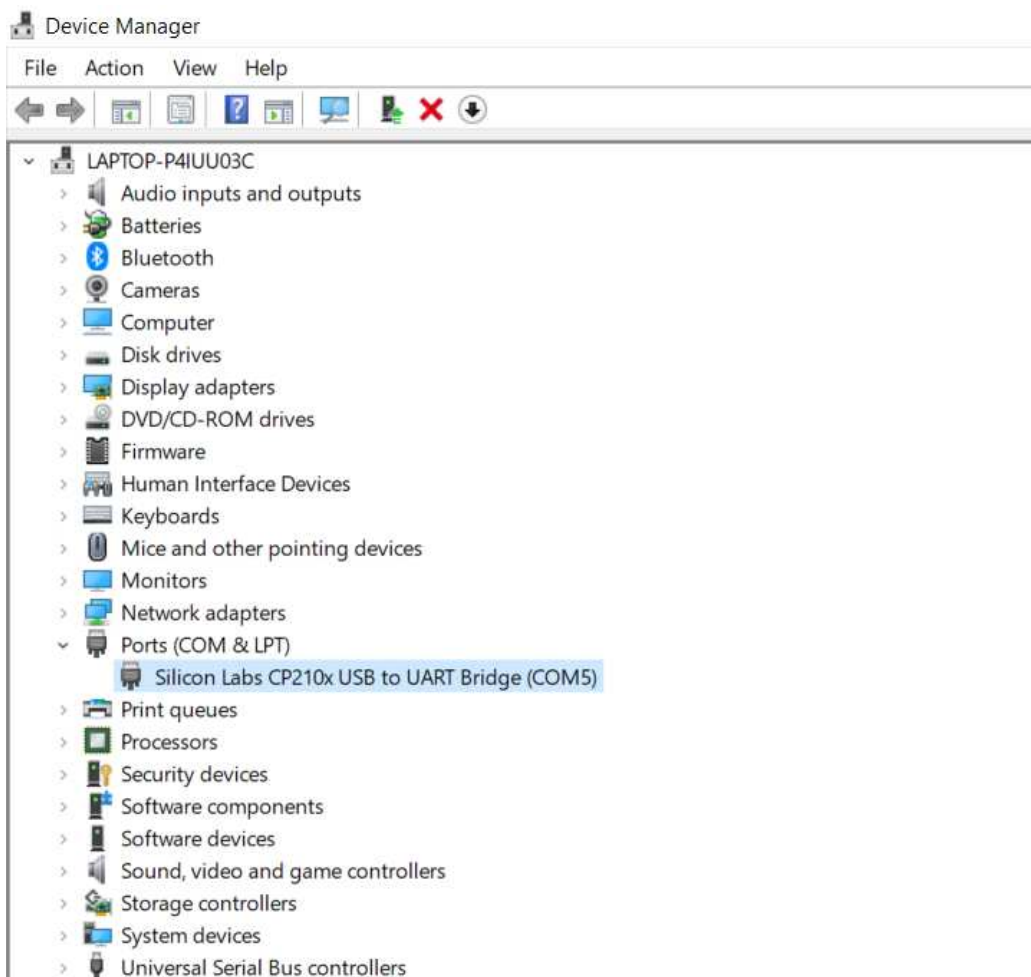 Device Manager
File Action View Help
LAPTOP-P4IUU03C
Audio inputs and outputs
Batteries
Bluetooth
Cameras
Computer
Disk drives
Display adapters
DVD/CD-ROM drives
Firmware
Human Interface Devices
Keyboards
Mice and other pointing devices
Monitors
Network adapters
Ports (COM & LPT)
Silicon Labs CP210x USB to UART Bridge (COM5)
Print queues
Processors
Security devices
Software components
Software devices
Sound, video and game controllers
Storage controllers
System devices
Universal Serial Bus controllers